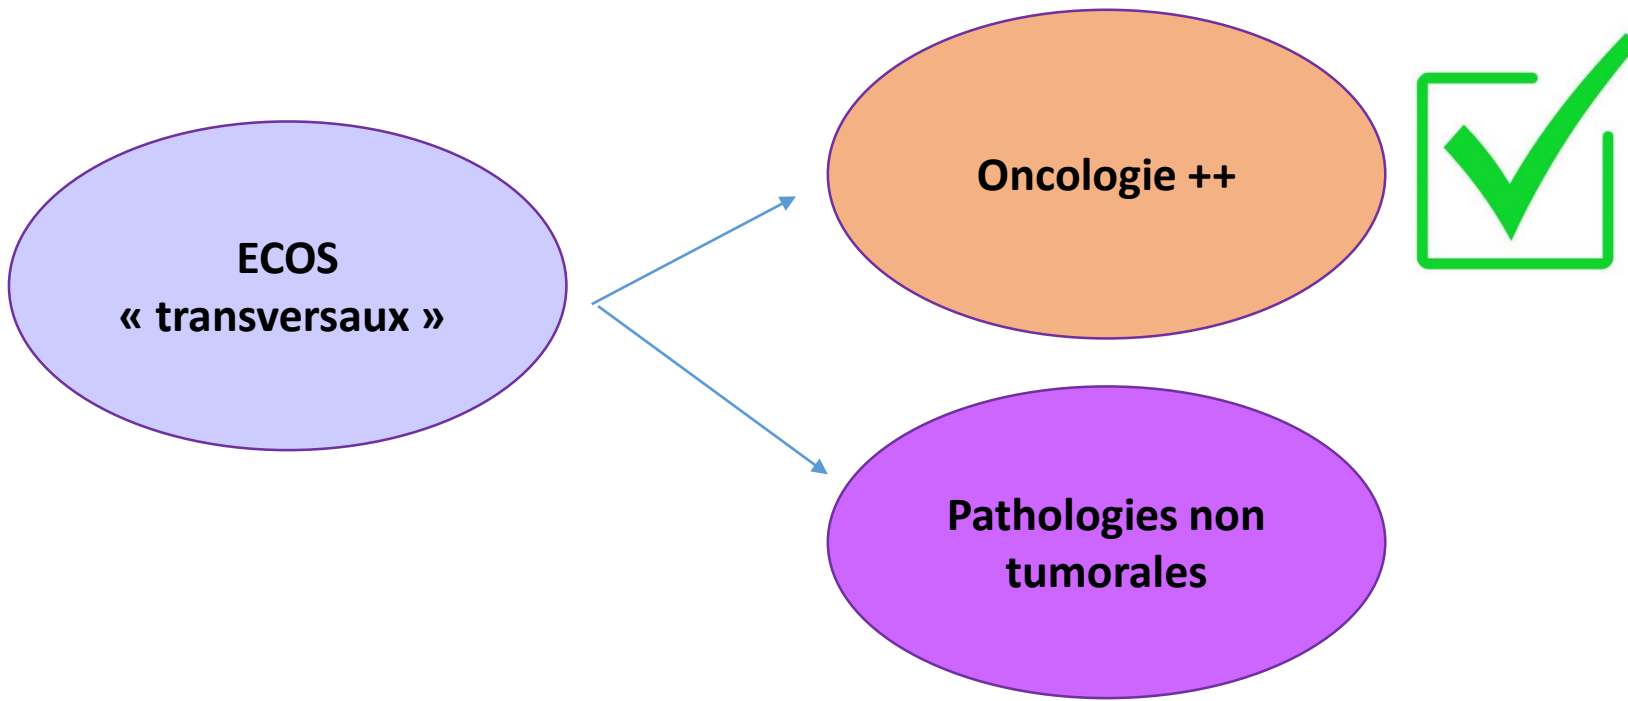 ECOS
« transversaux »
Oncologie ++
Pathologies non
tumorales